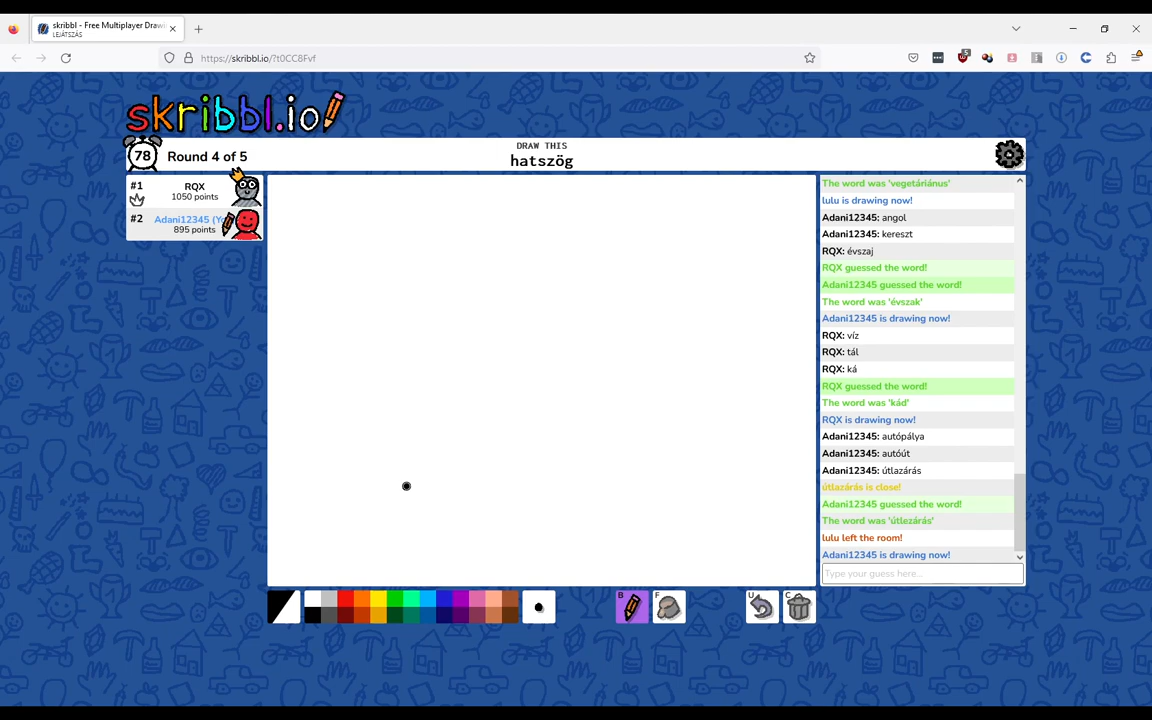 skribbl - Free Multiplayer Drawi
LEJÁTSZÁS
https://skribbl.io/?t0CC8Fvf
5
skribbl.io
78
Round 4 of 5
DRAW THIS
hatszög
#1
RQX
1050 points
#2
Adani12345 (Yo
895 points
The word was 'vegetáriánus'
lulu is drawing now!
Adani12345: angol
Adani12345: kereszt
RQX: évszaj
RQX guessed the word!
Adani12345 guessed the word!
The word was 'évszak'
Adani12345 is drawing now!
RQX: víz
RQX: tál
RQX: ká
RQX guessed the word!
The word was 'kád'
RQX is drawing now!
Adani12345: autópálya
Adani12345: autóút
Adani12345: útlazárás
útlazárás is close!
Adani12345 guessed the word!
The word was 'útlezárás'
lulu left the room!
Adani12345 is drawing now!
Type your guess here...
B
F
U
C